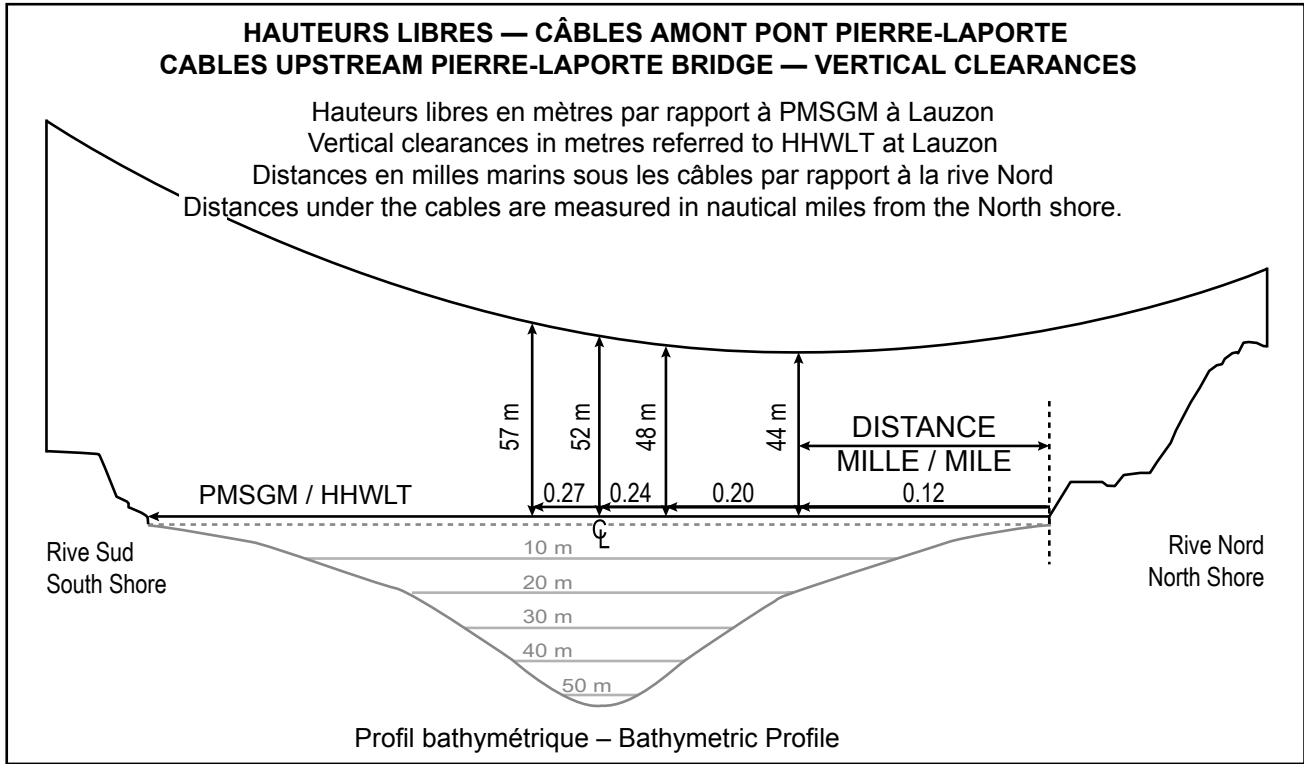 HAUTEURS LIBRES — CÂBLES AMONT PONT PIERRE-LAPORTE
CABLES UPSTREAM PIERRE-LAPORTE BRIDGE — VERTICAL CLEARANCES
Hauteurs libres en mètres par rapport à PMSGM à Lauzon
Vertical clearances in metres referred to HHWLT at Lauzon
Distances en milles marins sous les câbles par rapport à la rive Nord
Distances under the cables are measured in nautical miles from the North shore.
57 m
52 m
48 m
44 m
DISTANCE
MILLE / MILE
PMSGM / HHWLT
0.27
0.24
0.20
0.12
℄
Rive Sud
South Shore
Rive Nord
North Shore
10 m
20 m
30 m
40 m
50 m
Profil bathymétrique – Bathymetric Profile